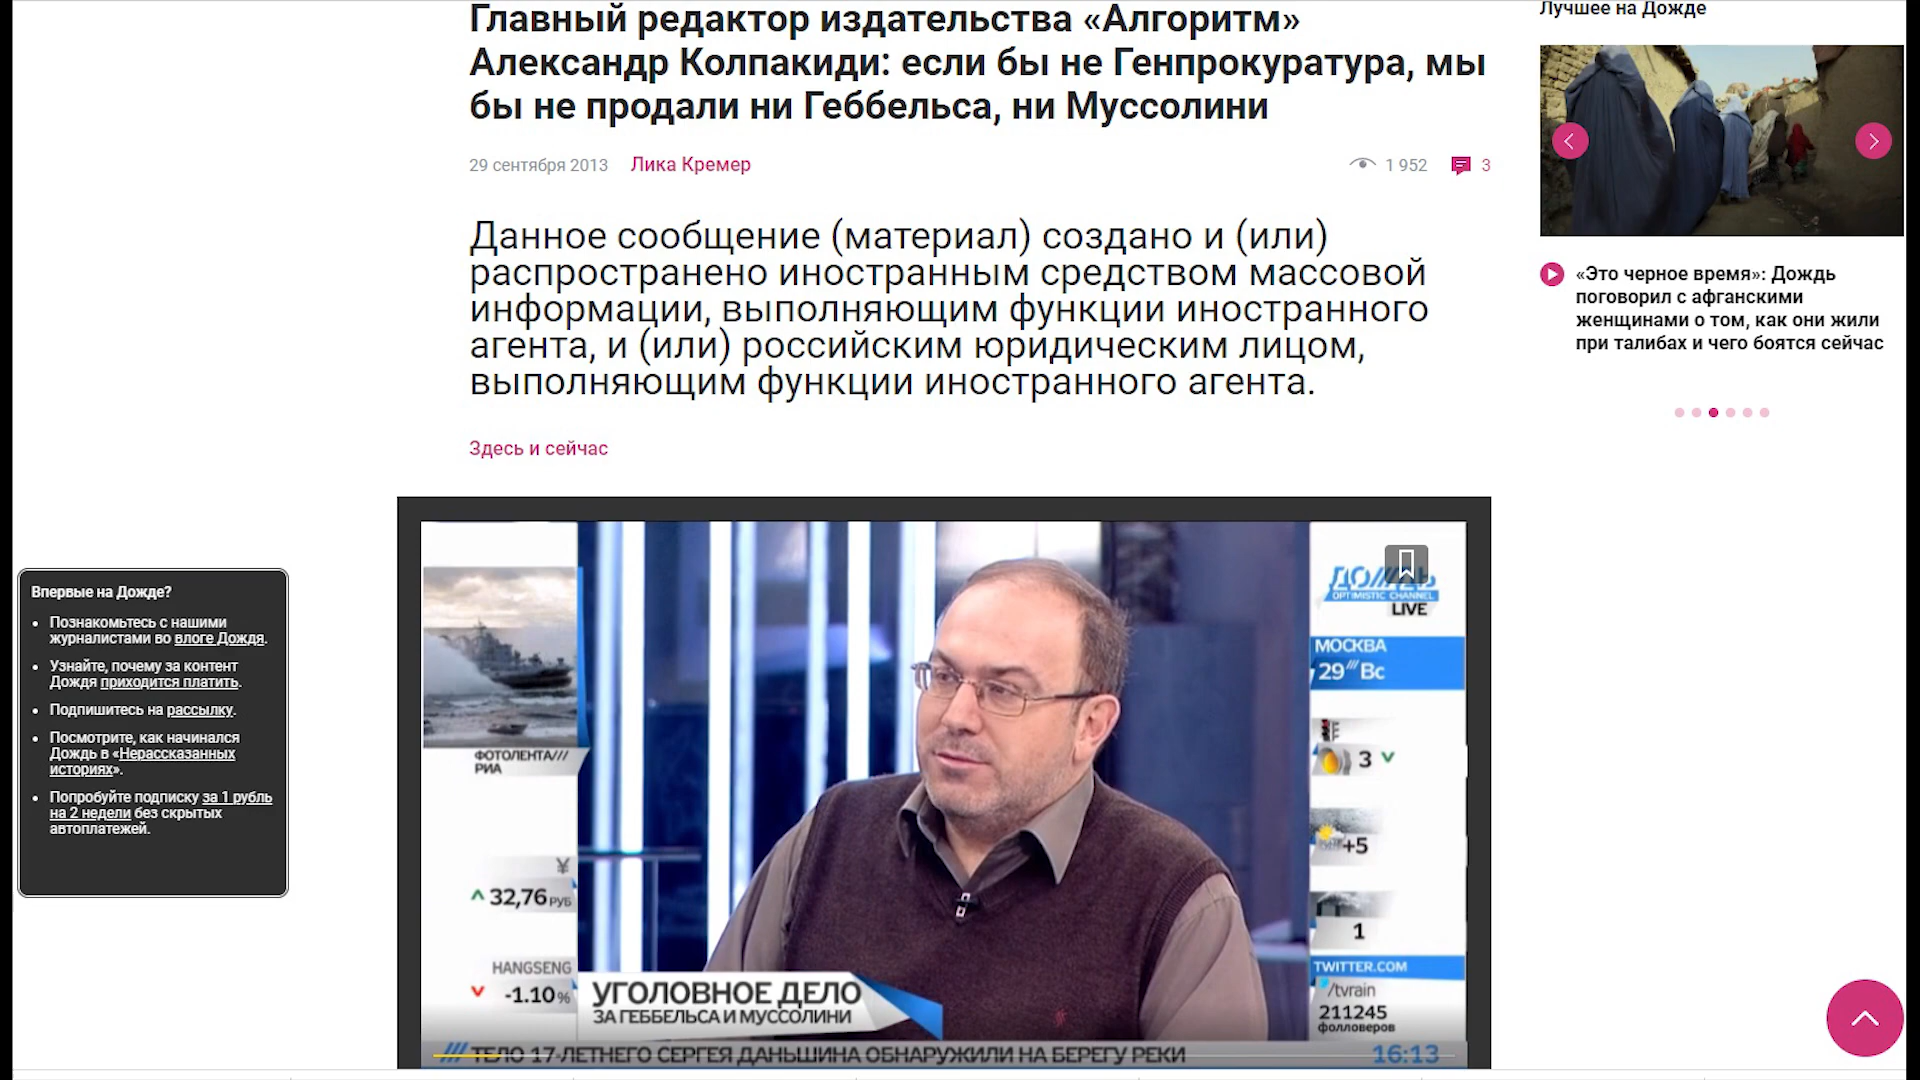 Главный редактор издательства «Алгоритм»
Александр Колпакиди: если бы не Генпрокуратура, мы
бы не продали ни Геббельса, ни Муссолини
29 сентября 2013 Лика Кремер
1 952 3
Данное сообщение (материал) создано и (или)
распространено иностранным средством массовой
информации, выполняющим функции иностранного
агента, и (или) российским юридическим лицом,
выполняющим функции иностранного агента.
Здесь и сейчас
Лучшее на Дожде
«Это черное время»: Дождь
поговорил с афганскими
женщинами о том, как они жили
при талибах и чего боятся сейчас
Впервые на Дожде?
Познакомьтесь с нашими
журналистами во влоге Дождя.
Узнайте, почему за контент
Дождя приходится платить.
Подпишитесь на рассылку.
Посмотрите, как начинался
Дождь в «Нерассказанных
историях».
Попробуйте подписку за 1 рубль
на 2 недели без скрытых
автоплатежей.
ФОТОЛЕНТА///
РИА
¥
32,76 РУБ
HANGSENG
-1.10%
ДОЖДЬ
OPTIMISTIC CHANNEL
LIVE
МОСКВА
29 /// Вс
3
+5
1
TWITTER.COM
/tvrain
211245
фолловеров
УГОЛОВНОЕ ДЕЛО
ЗА ГЕББЕЛЬСА И МУССОЛИНИ
/// ТЕЛО 17-ЛЕТНЕГО СЕРГЕЯ ДАНЬШИНА ОБНАРУЖИЛИ НА БЕРЕГУ РЕКИ
16:13